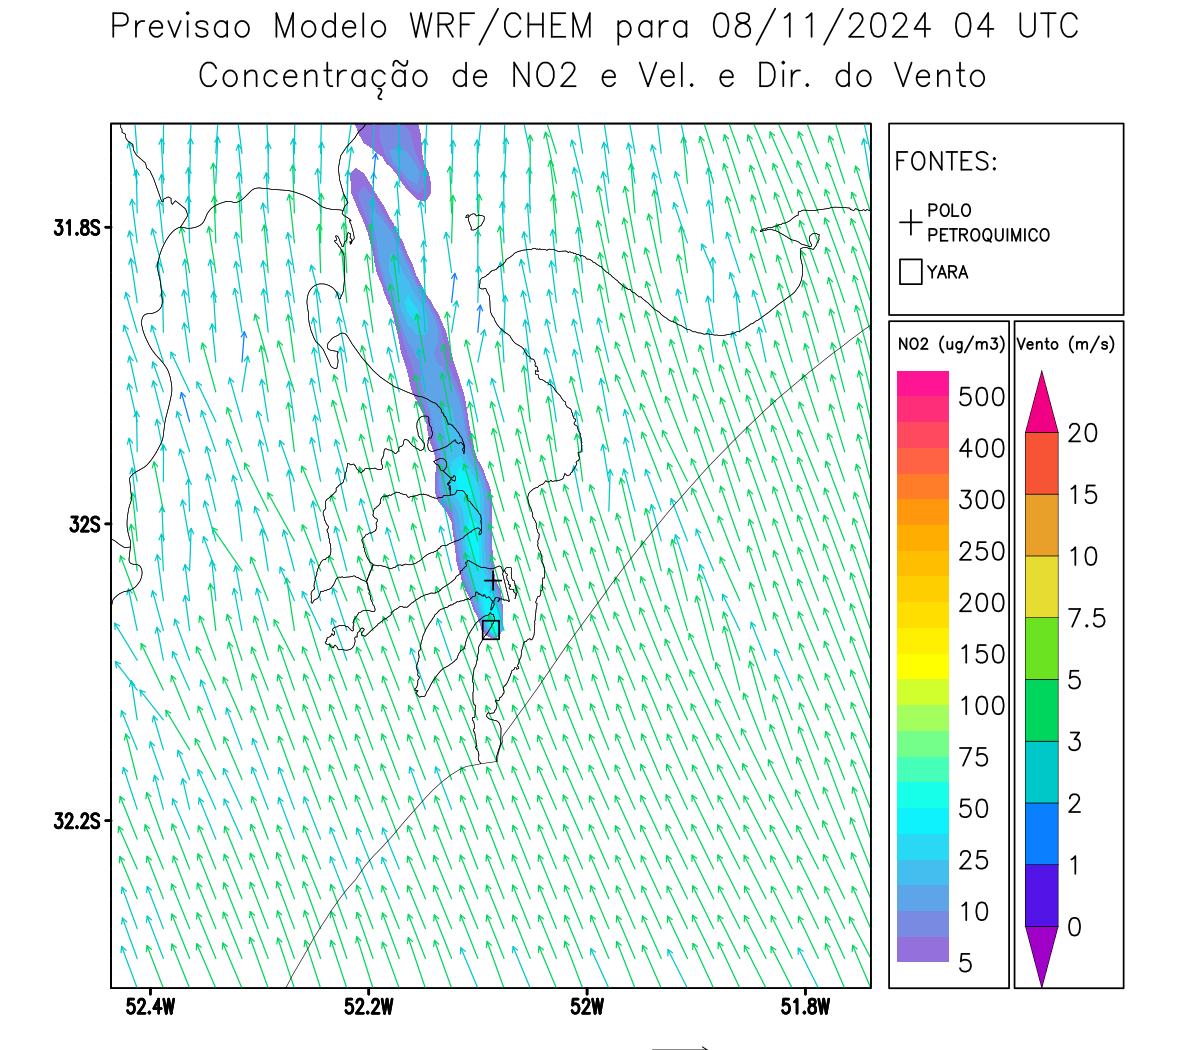 Previsao Modelo WRF/CHEM para 08/11/2024 04 UTC
Concentração de NO2 e Vel. e Dir. do Vento
FONTES:
POLO
PETROQUIMICO
YARA
NO2 (ug/m3)
500
400
300
250
200
150
100
75
50
25
10
5
Vento (m/s)
20
15
10
7.5
5
3
2
1
0
31.8S
32S
32.2S
52.4W
52.2W
52W
51.8W